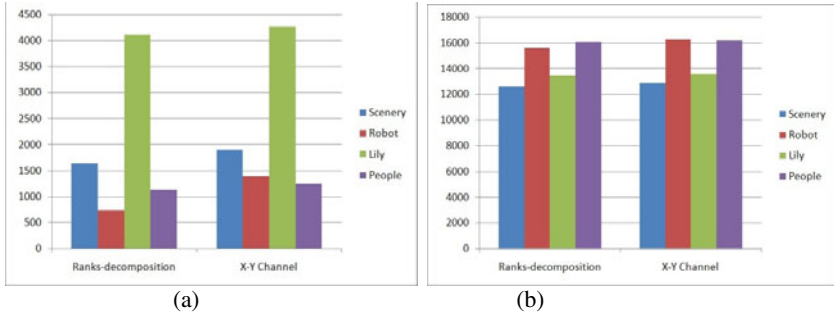 4500
4000
3500
3000
2500
2000
1500
1000
500
0
Ranks-decomposition X-Y Channel
Scenery
Robot
Lily
People
(a)
18000
16000
14000
12000
10000
8000
6000
4000
2000
0
Ranks-decomposition X-Y Channel
Scenery
Robot
Lily
People
(b)